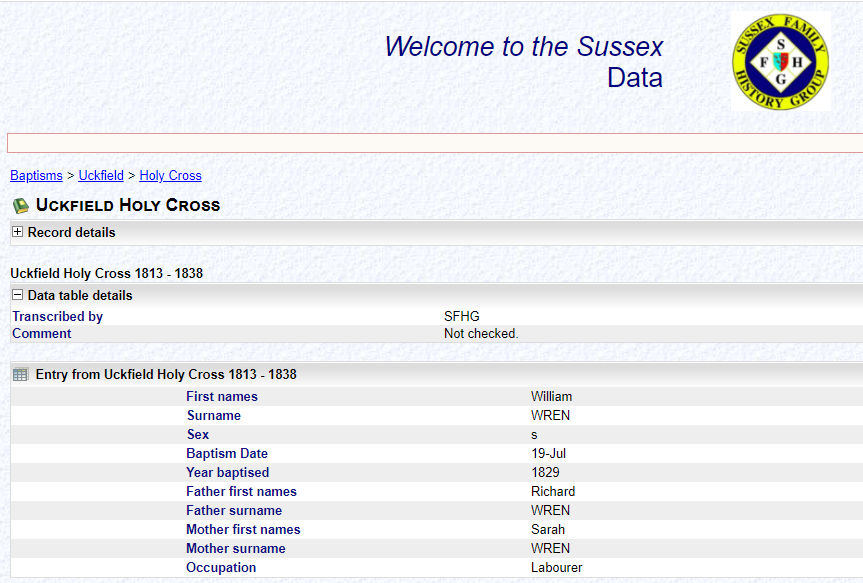 Welcome to the Sussex
Data
SUSSEX FAMILY
HISTORY GROUP
S
F H
G
Baptisms > Uckfield > Holy Cross
UCKFIELD HOLY CROSS
Record details
Uckfield Holy Cross 1813 - 1838
Data table details
Transcribed by SFHG
Comment Not checked.
Entry from Uckfield Holy Cross 1813 - 1838
First names William
Surname WREN
Sex s
Baptism Date 19-Jul
Year baptised 1829
Father first names Richard
Father surname WREN
Mother first names Sarah
Mother surname WREN
Occupation Labourer